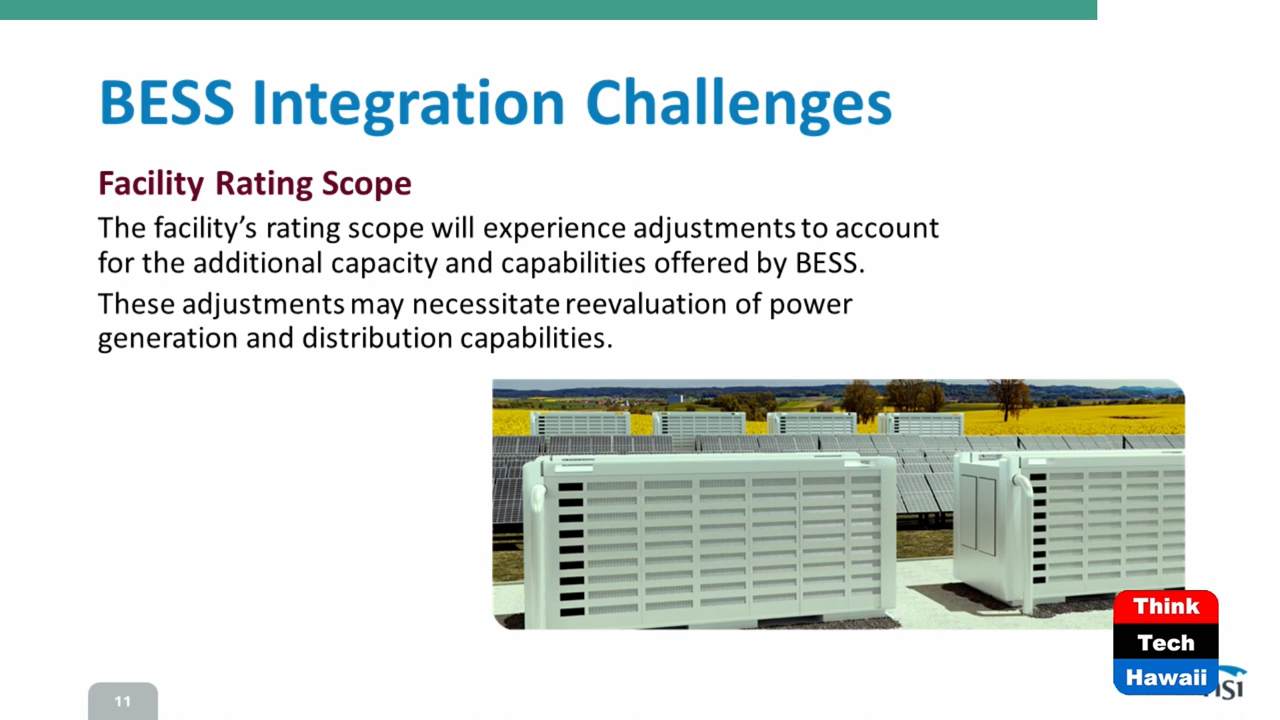 BESS Integration Challenges
Facility Rating Scope
The facility’s rating scope will experience adjustments to account
for the additional capacity and capabilities offered by BESS.
These adjustments may necessitate reevaluation of power
generation and distribution capabilities.
Think
Tech
Hawaii
11